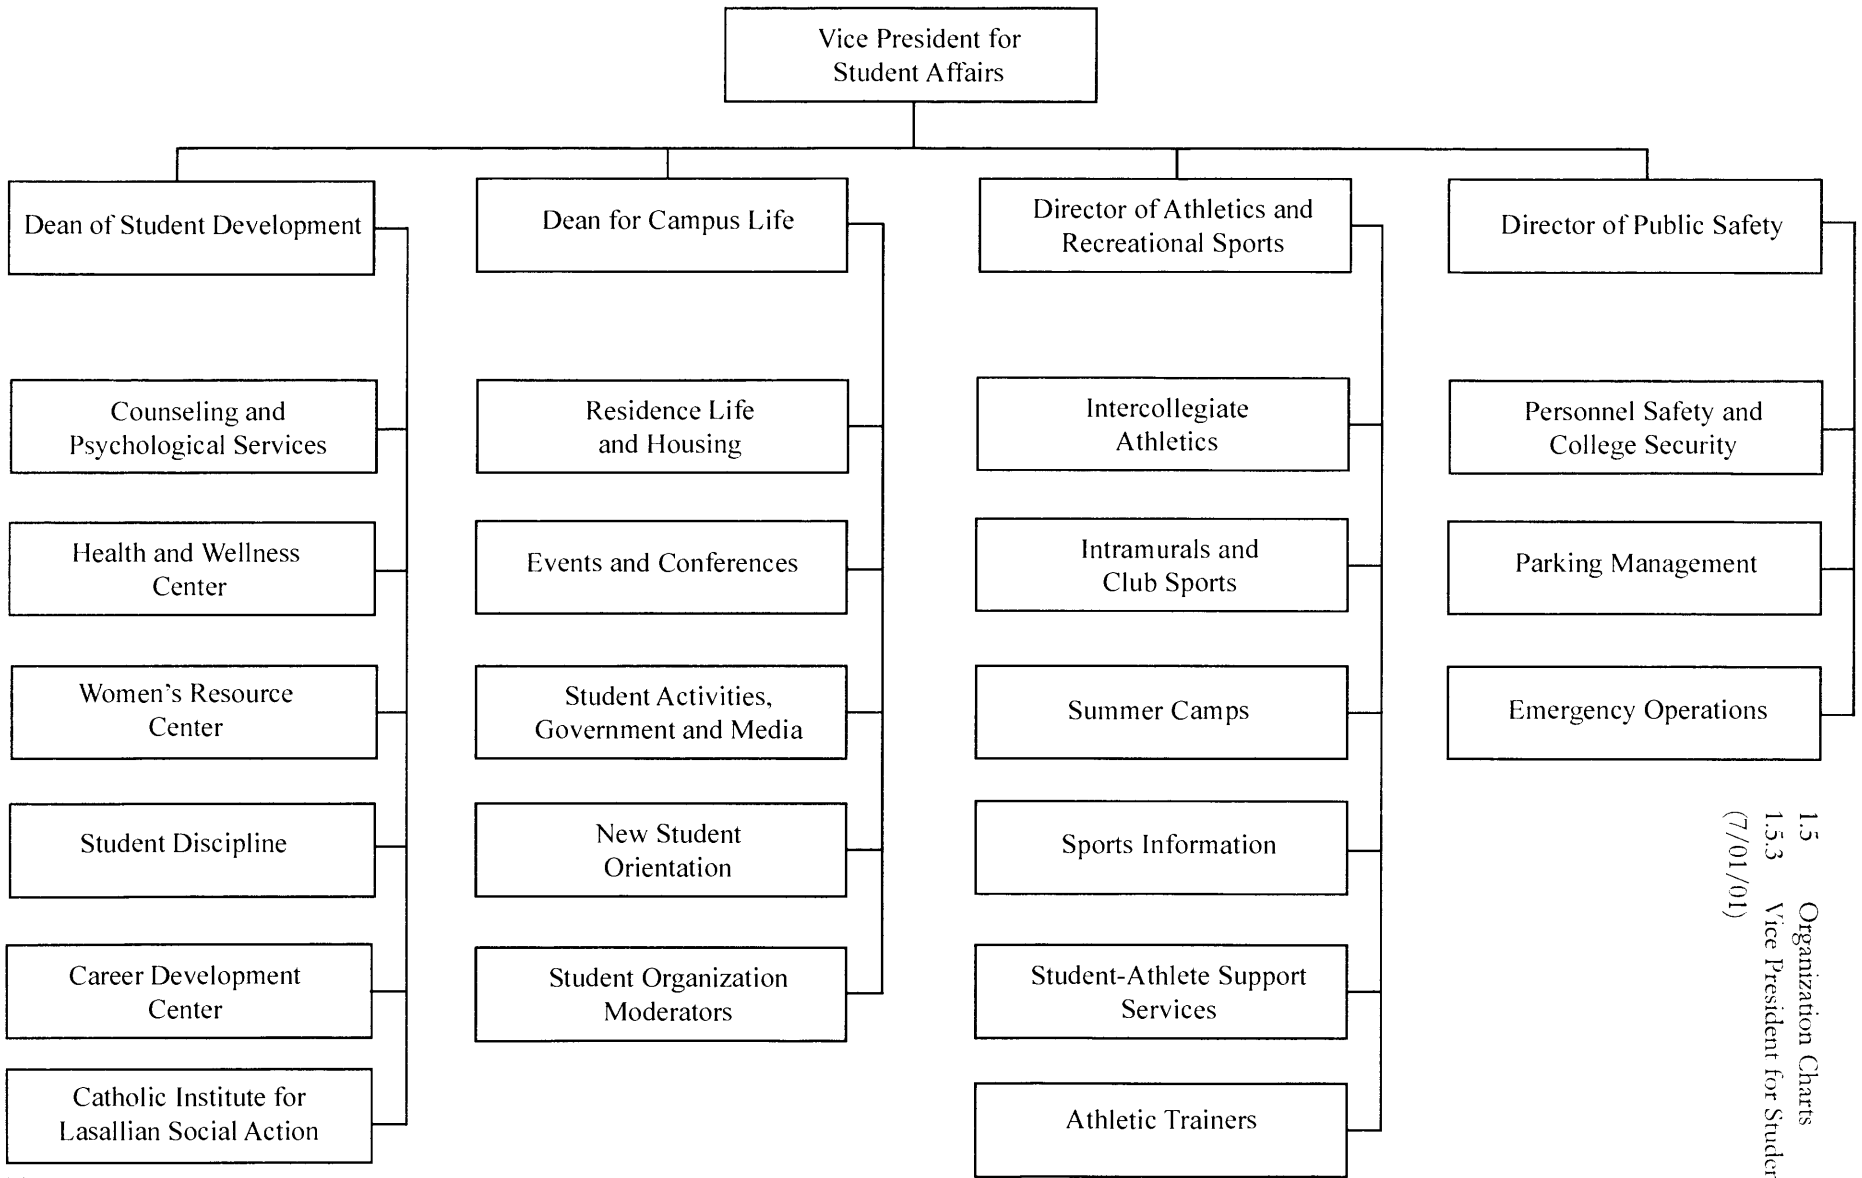 Vice President for
Student Affairs
Dean of Student Development
Dean for Campus Life
Director of Athletics and
Recreational Sports
Director of Public Safety
Counseling and
Psychological Services
Residence Life
and Housing
Intercollegiate
Athletics
Personnel Safety and
College Security
Health and Wellness
Center
Events and Conferences
Intramurals and
Club Sports
Parking Management
Women's Resource
Center
Student Activities,
Government and Media
Summer Camps
Emergency Operations
Student Discipline
New Student
Orientation
Sports Information
Career Development
Center
Student Organization
Moderators
Student-Athlete Support
Services
Catholic Institute for
Lasallian Social Action
Athletic Trainers
1.5 Organization Charts
1.5.3 Vice President for
(7/01/01)